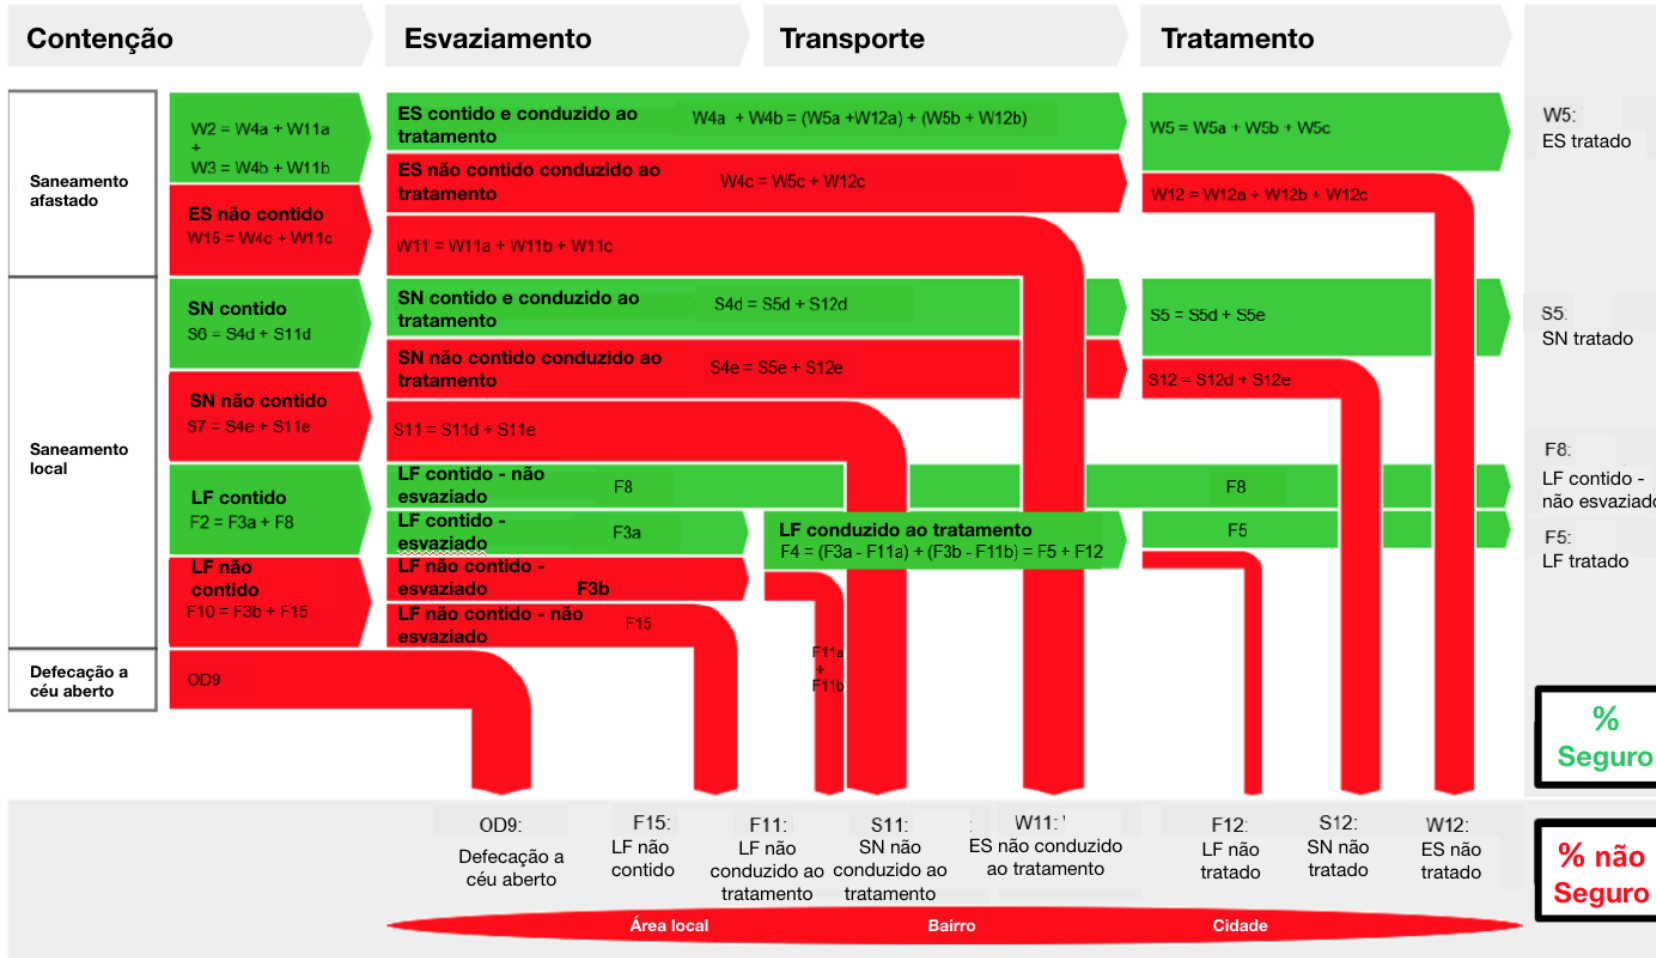 Contenção
Esvaziamento
Transporte
Tratamento
Saneamento
afastado
W2 = W4a + W11a
+
W3 = W4b + W11b
ES não contido
W15 = W4c + W11c
ES contido e conduzido ao
tratamento
W4a + W4b = (W5a +W12a) + (W5b + W12b)
ES não contido conduzido ao
tratamento
W4c = W5c + W12c
W11 = W11a + W11b + W11c
W5 = W5a + W5b + W5c
W12 = W12a + W12b + W12c
W5:
ES tratado
Saneamento
local
SN contido
S6 = S4d + S11d
SN não contido
S7 = S4e + S11e
LF contido
F2 = F3a + F8
LF não
contido
F10 = F3b + F15
SN contido e conduzido ao
tratamento
S4d = S5d + S12d
SN não contido conduzido ao
tratamento
S4e = S5e + S12e
S11 = S11d + S11e
S5 = S5d + S5e
S12 = S12d + S12e
S5:
SN tratado
LF contido - não
esvaziado
F8
F8
F8:
LF contido -
não esvaziado
LF contido -
esvaziado
F3a
LF conduzido ao tratamento
F4 = (F3a - F11a) + (F3b - F11b) = F5 + F12
F5
F5:
LF tratado
LF não contido -
esvaziado
F3b
LF não contido - não
esvaziado
F15
F11a
+
F11b
Defecação a
céu aberto
OD9
%
Seguro
OD9:
Defecação a
céu aberto
F15:
LF não
contido
F11:
LF não
conduzido ao
tratamento
S11:
SN não
conduzido ao
tratamento
W11:
ES não conduzido
ao tratamento
F12:
LF não
tratado
S12:
SN não
tratado
W12:
ES não
tratado
% não
Seguro
Área local
Bairro
Cidade